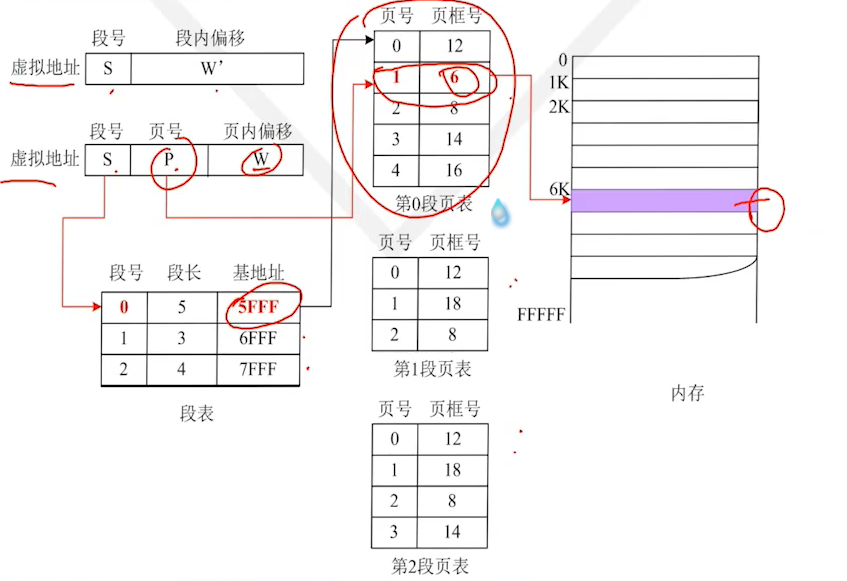 段号 段内偏移
虚拟地址 S W’
段号 页号 页内偏移
虚拟地址 S P W
段号 段长 基地址
0 5 5FFF
1 3 6FFF
2 4 7FFF
段表
页号 页框号
0 12
1 6
2 8
3 14
4 16
第0段页表
页号 页框号
0 12
1 18
2 8
第1段页表
页号 页框号
0 12
1 18
2 8
3 14
第2段页表
0
1K
2K
6K
FFFFF
内存